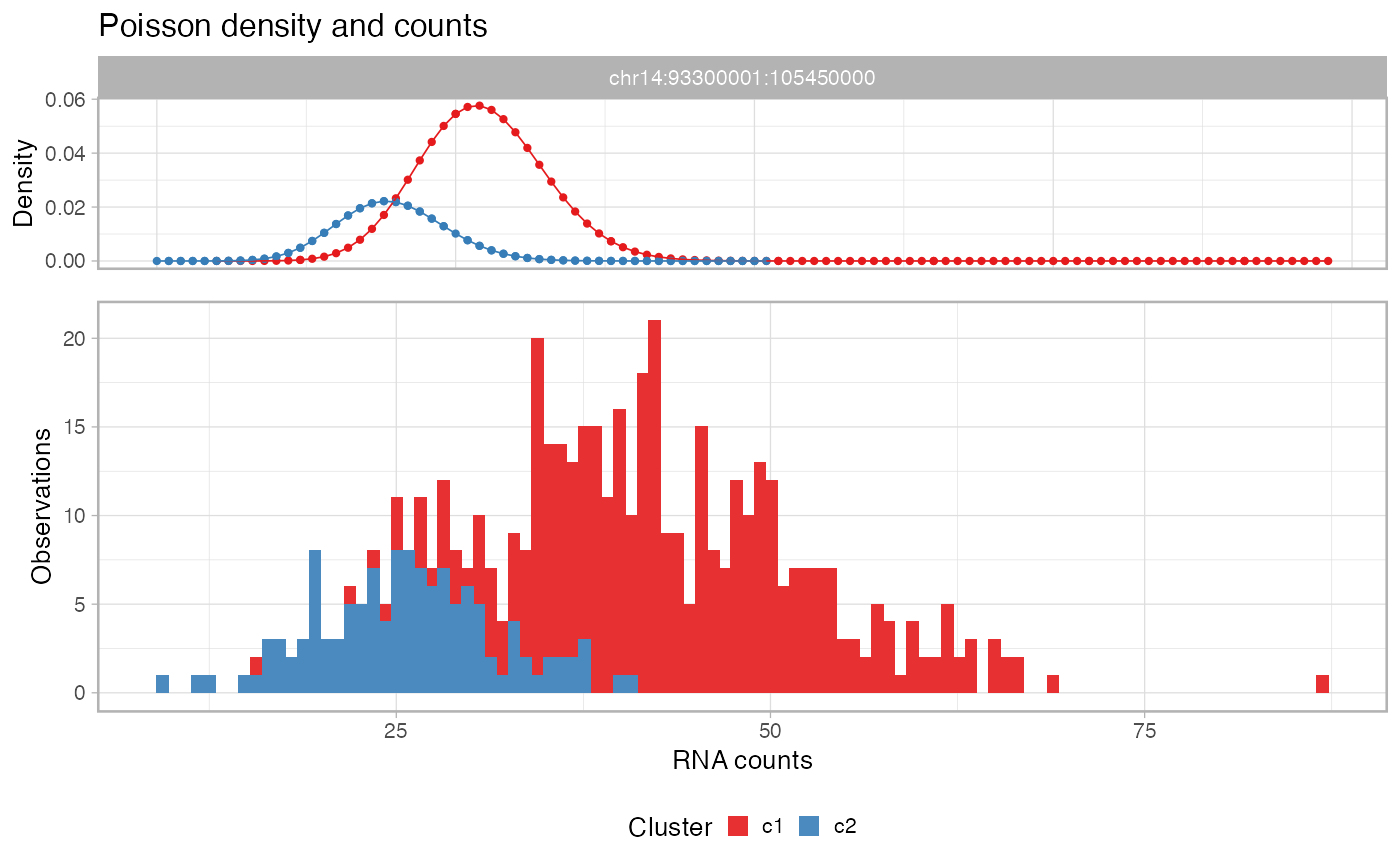 Poisson density and counts
chr14:93300001:105450000
Density
0.06
0.04
0.02
0.00
Observations
20
15
10
5
0
25 50 75
RNA counts
Cluster c1 c2